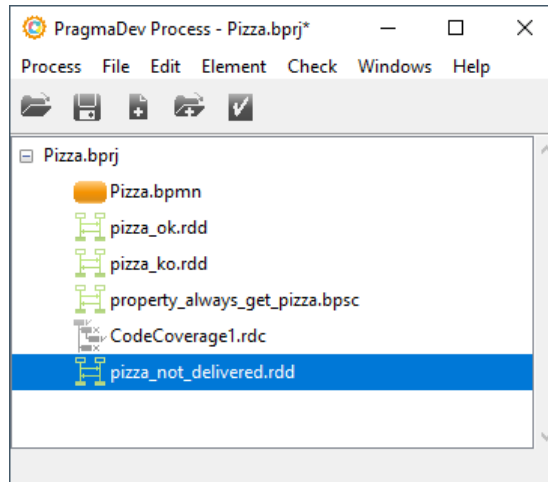 PragmaDev Process - Pizza.bprj*
Process File Edit Element Check Windows Help
Pizza.bprj
Pizza.bpmn
pizza_ok.rdd
pizza_ko.rdd
property_always_get_pizza.bpsc
CodeCoverage1.rdc
pizza_not_delivered.rdd